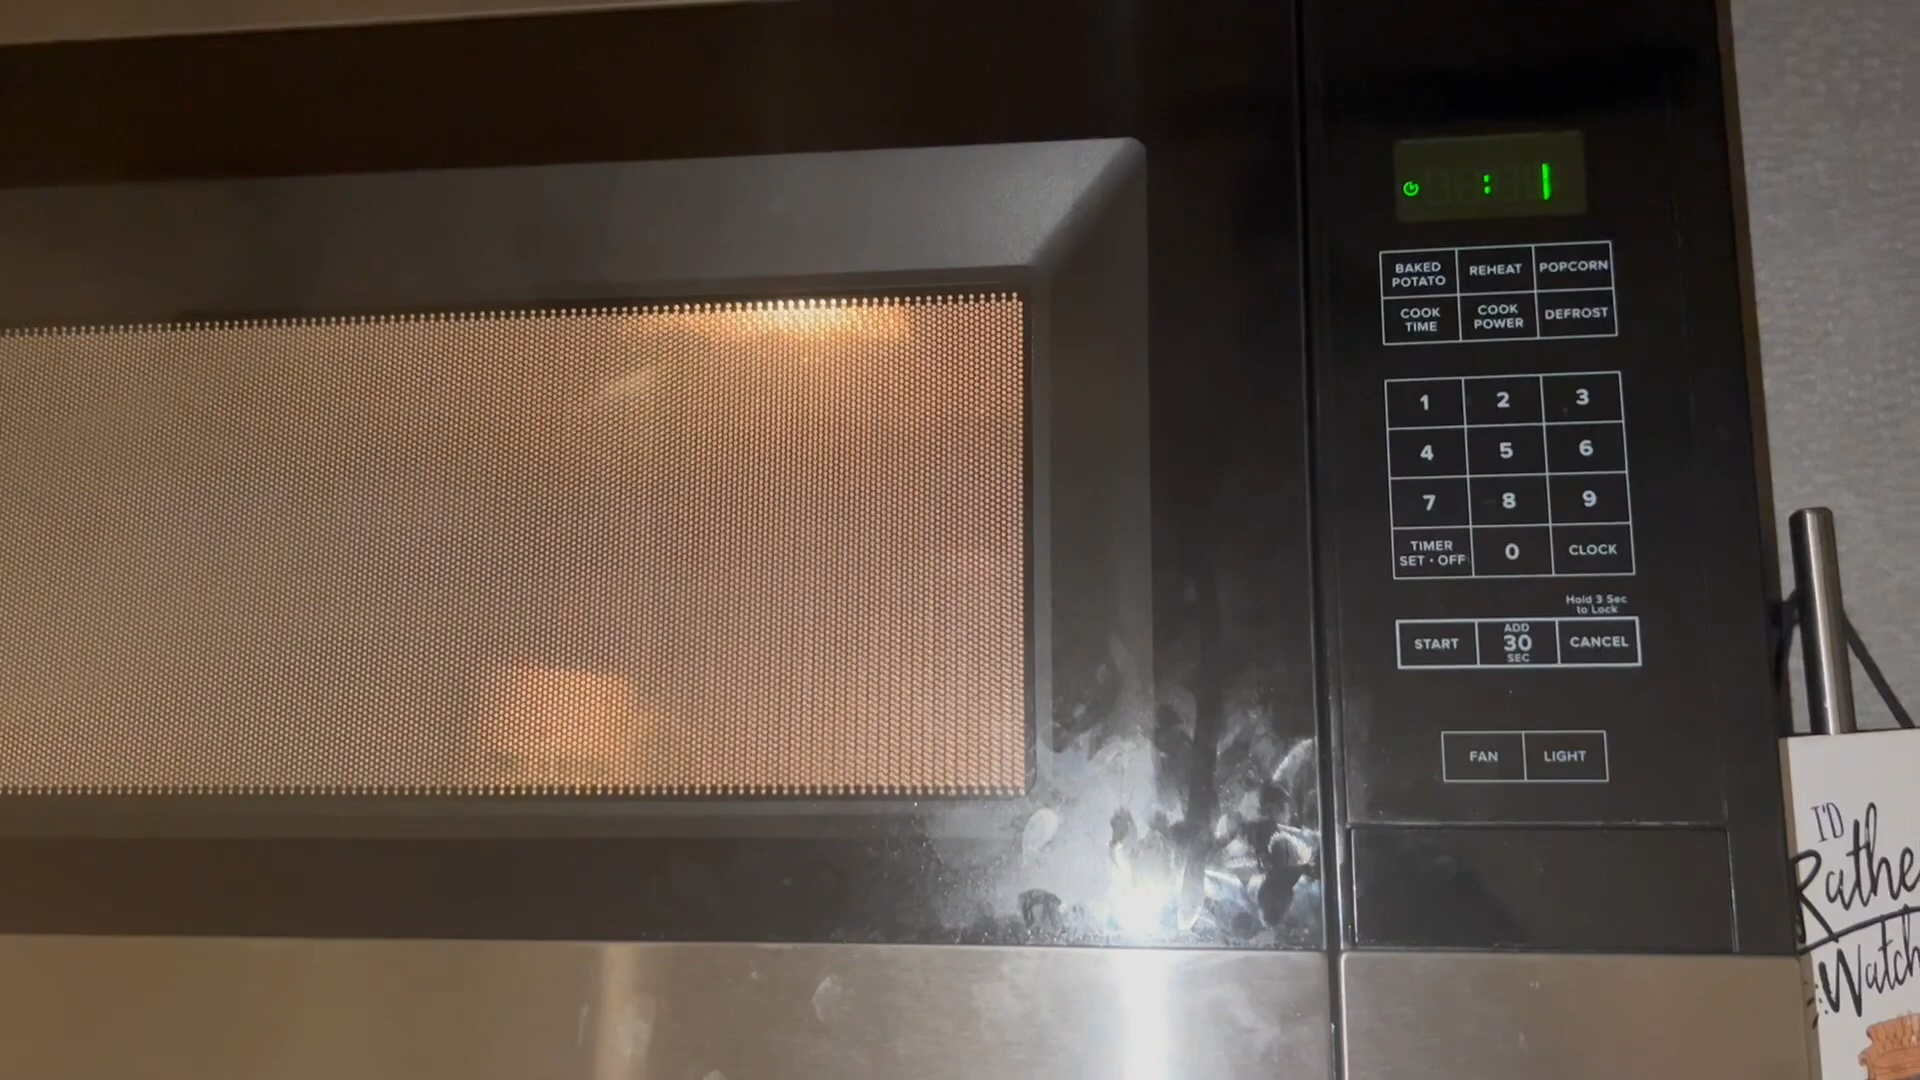 : 1
BAKED POTATO
REHEAT
POPCORN
COOK TIME
COOK POWER
DEFROST
1 2 3
4 5 6
7 8 9
TIMER SET • OFF
0
CLOCK
Hold 3 Sec
to Lock
START
ADD 30 SEC
CANCEL
FAN
LIGHT
I'D
Rathe
Watch